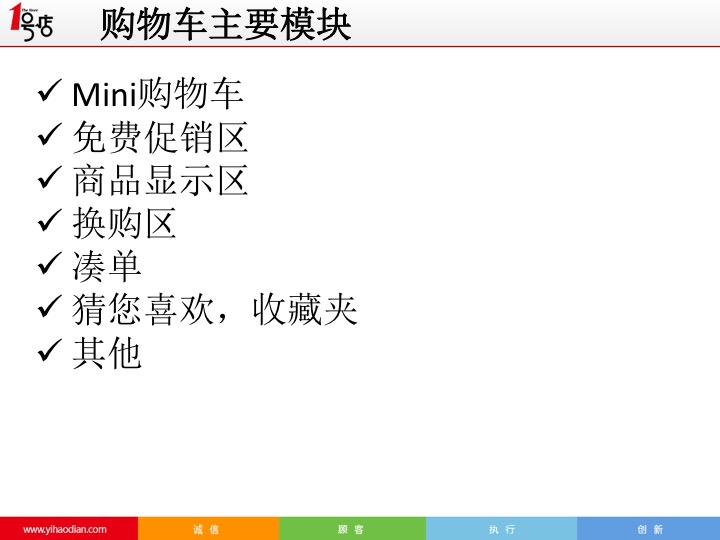 1号店
The Store
购物车主要模块
✓ Mini购物车
✓ 免费促销区
✓ 商品显示区
✓ 换购区
✓ 凑单
✓ 猜您喜欢，收藏夹
✓ 其他
www.yihaodian.com 诚 信 顾 客 执 行 创 新